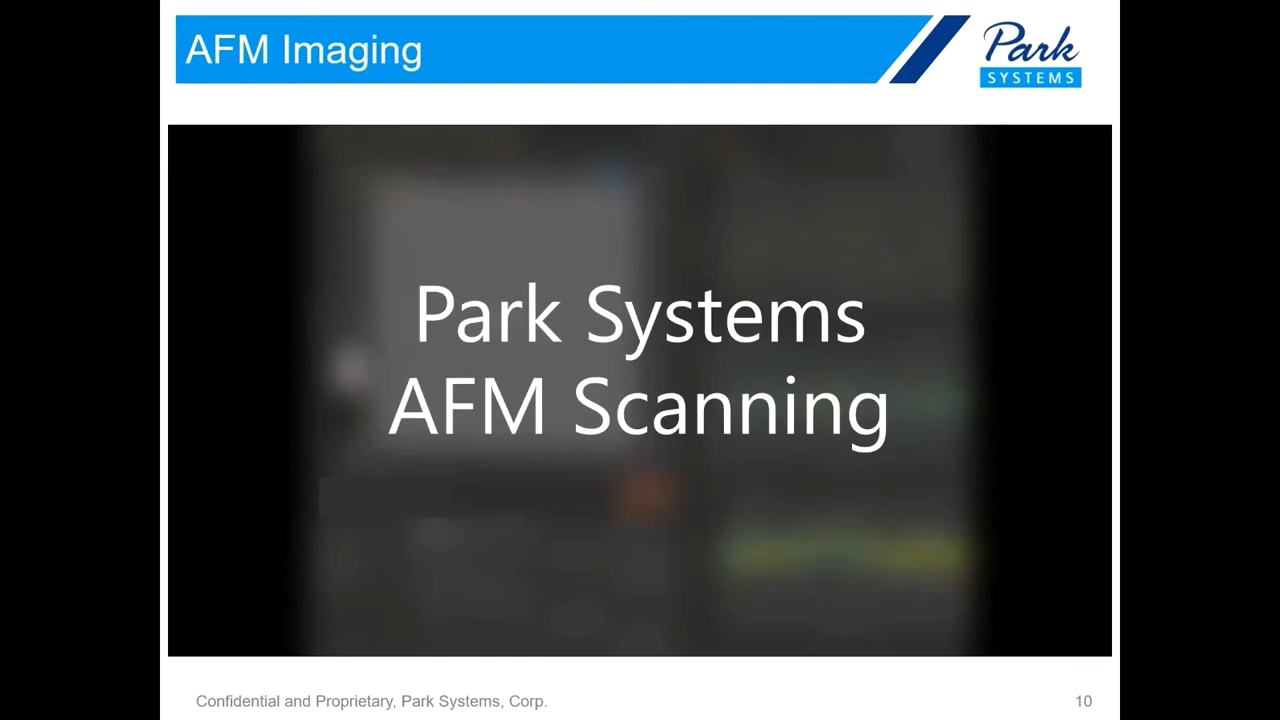 AFM Imaging
Park
SYSTEMS
Park Systems
AFM Scanning
Confidential and Proprietary, Park Systems, Corp.
10